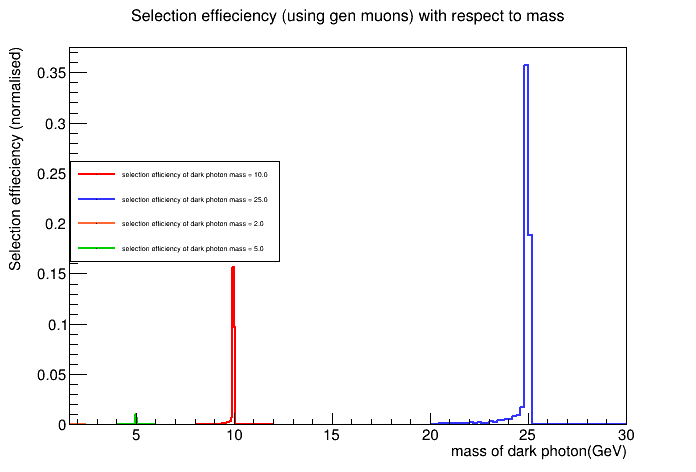 Selection effieciency (using gen muons) with respect to mass
Selection effieciency (normalised)
0.35
0.3
0.25
0.2
0.15
0.1
0.05
0
selection efficiency of dark photon mass = 10.0
selection efficiency of dark photon mass = 25.0
selection efficiency of dark photon mass = 2.0
selection efficiency of dark photon mass = 5.0
5 10 15 20 25 30
mass of dark photon(GeV)